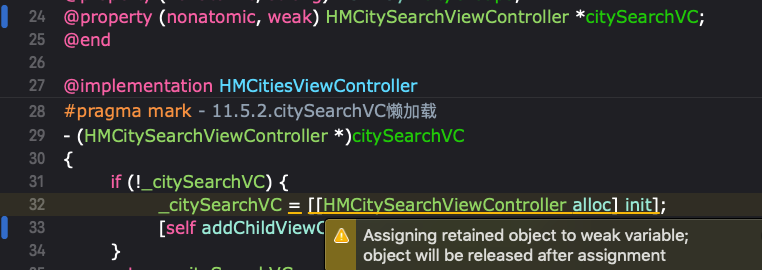 24 @property (nonatomic, weak) HMCitySearchViewController *citySearchVC;
25 @end
26
27 @implementation HMCitiesViewController
28 #pragma mark - 11.5.2.citySearchVC懒加载
29 - (HMCitySearchViewController *)citySearchVC
30 {
31 if (!_citySearchVC) {
32 _citySearchVC = [[HMCitySearchViewController alloc] init];
33 [self addChildViewC
Assigning retained object to weak variable;
object will be released after assignment
34 }